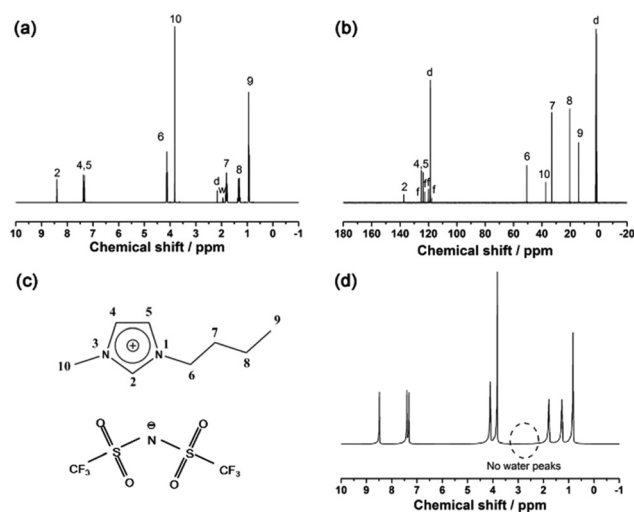 (a)
10
9
6
2
4,5
d
w
7
8
10 9 8 7 6 5 4 3 2 1 0 -1
Chemical shift / ppm
(b)
d
d
7
8
4,5
6
9
10
2
f f f f
180 160 140 120 100 80 60 40 20 0 -20
Chemical shift / ppm
(c)
4 5 9
7
3 N N 1
⊕
8
10
2 6
O ⊖ O
S N S
CF₃ O O CF₃
O O
(d)
No water peaks
10 9 8 7 6 5 4 3 2 1 0 -1
Chemical shift / ppm